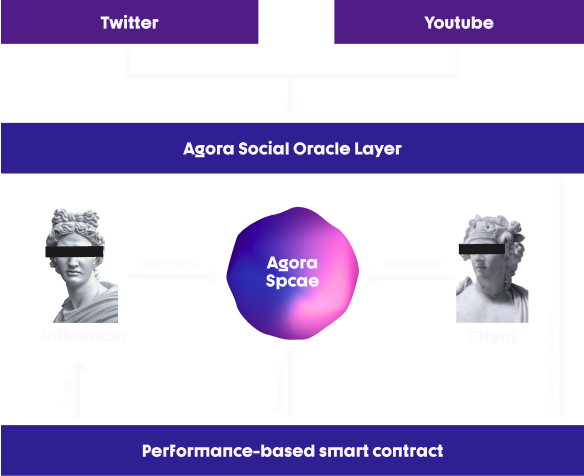 Twitter
Youtube
Agora Social Oracle Layer
Agora
Spcae
Agreement
Agreement
Influencer
Client
Performance-based smart contract